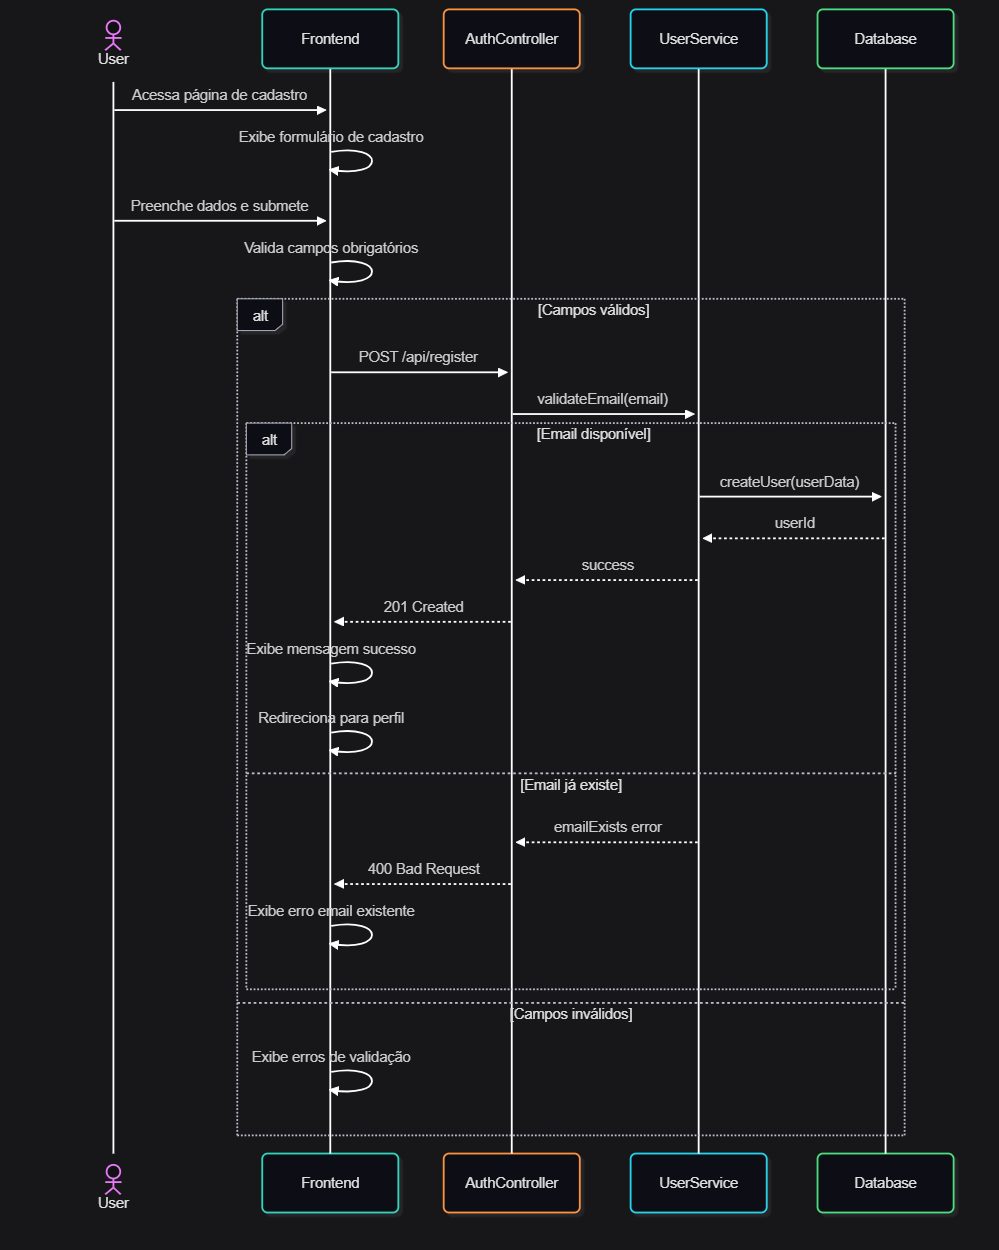 User
Frontend
AuthController
UserService
Database
Acessa página de cadastro
Exibe formulário de cadastro
Preenche dados e submete
Valida campos obrigatórios
alt
[Campos válidos]
POST /api/register
validateEmail(email)
alt
[Email disponível]
createUser(userData)
userId
success
201 Created
Exibe mensagem sucesso
Redireciona para perfil
[Email já existe]
emailExists error
400 Bad Request
Exibe erro email existente
[Campos inválidos]
Exibe erros de validação
User
Frontend
AuthController
UserService
Database